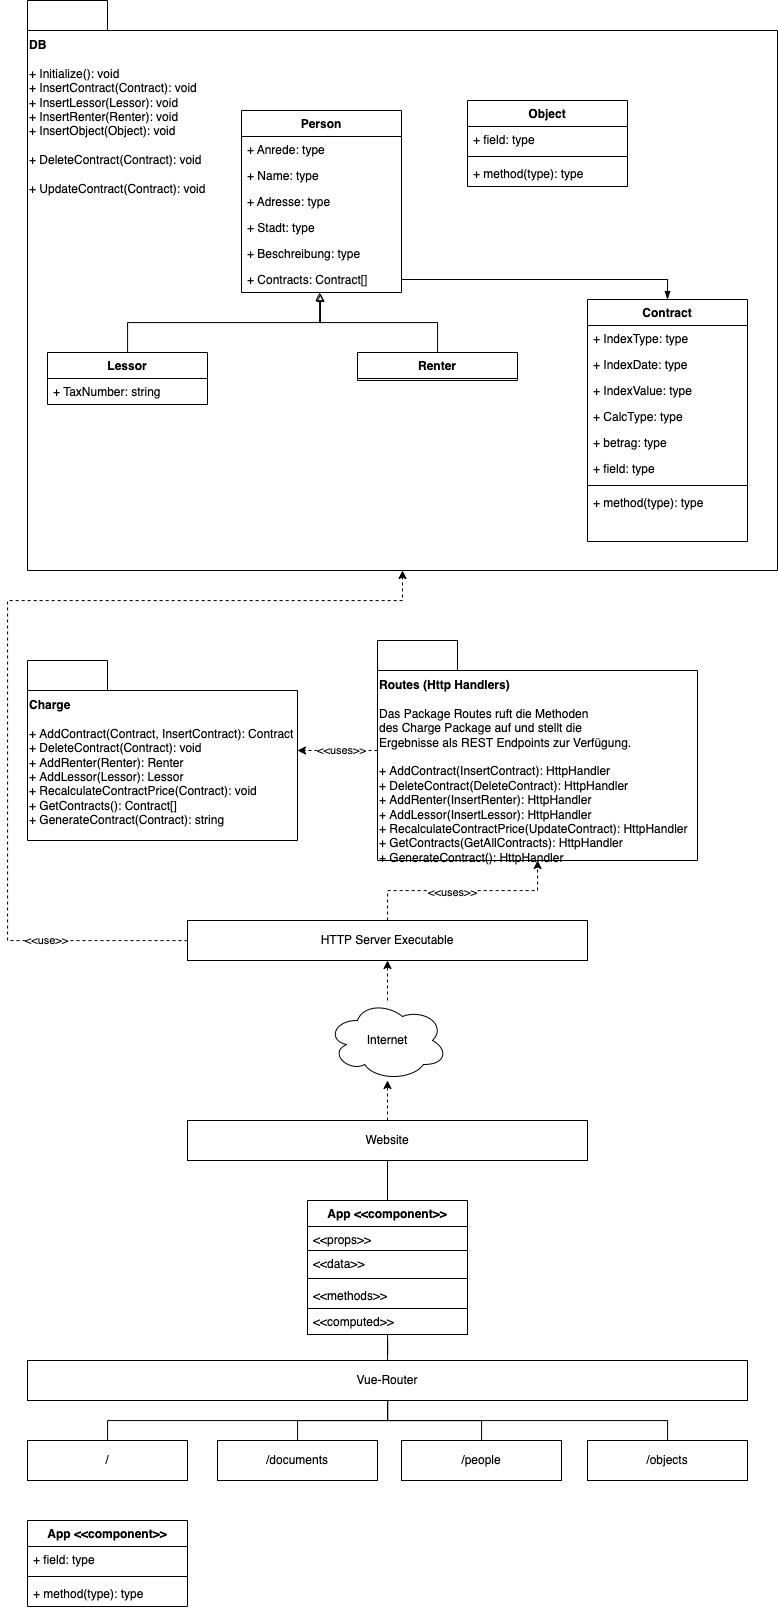 DB
+ Initialize(): void
+ InsertContract(Contract): void
+ InsertLessor(Lessor): void
+ InsertRenter(Renter): void
+ InsertObject(Object): void
+ DeleteContract(Contract): void
+ UpdateContract(Contract): void
Person
+ Anrede: type
+ Name: type
+ Adresse: type
+ Stadt: type
+ Beschreibung: type
+ Contracts: Contract[]
Object
+ field: type
+ method(type): type
Lessor
+ TaxNumber: string
Renter
Contract
+ IndexType: type
+ IndexDate: type
+ IndexValue: type
+ CalcType: type
+ betrag: type
+ field: type
+ method(type): type
Charge
+ AddContract(Contract, InsertContract): Contract
+ DeleteContract(Contract): void
+ AddRenter(Renter): Renter
+ AddLessor(Lessor): Lessor
+ RecalculateContractPrice(Contract): void
+ GetContracts(): Contract[]
+ GenerateContract(Contract): string
<<uses>>
Routes (Http Handlers)
Das Package Routes ruft die Methoden
des Charge Package auf und stellt die
Ergebnisse als REST Endpoints zur Verfügung.
+ AddContract(InsertContract): HttpHandler
+ DeleteContract(DeleteContract): HttpHandler
+ AddRenter(InsertRenter): HttpHandler
+ AddLessor(InsertLessor): HttpHandler
+ RecalculateContractPrice(UpdateContract): HttpHandler
+ GetContracts(GetAllContracts): HttpHandler
+ GenerateContract(): HttpHandler
<<uses>>
<<use>>
HTTP Server Executable
Internet
Website
App <<component>>
<<props>>
<<data>>
<<methods>>
<<computed>>
Vue-Router
/
/documents
/people
/objects
App <<component>>
+ field: type
+ method(type): type